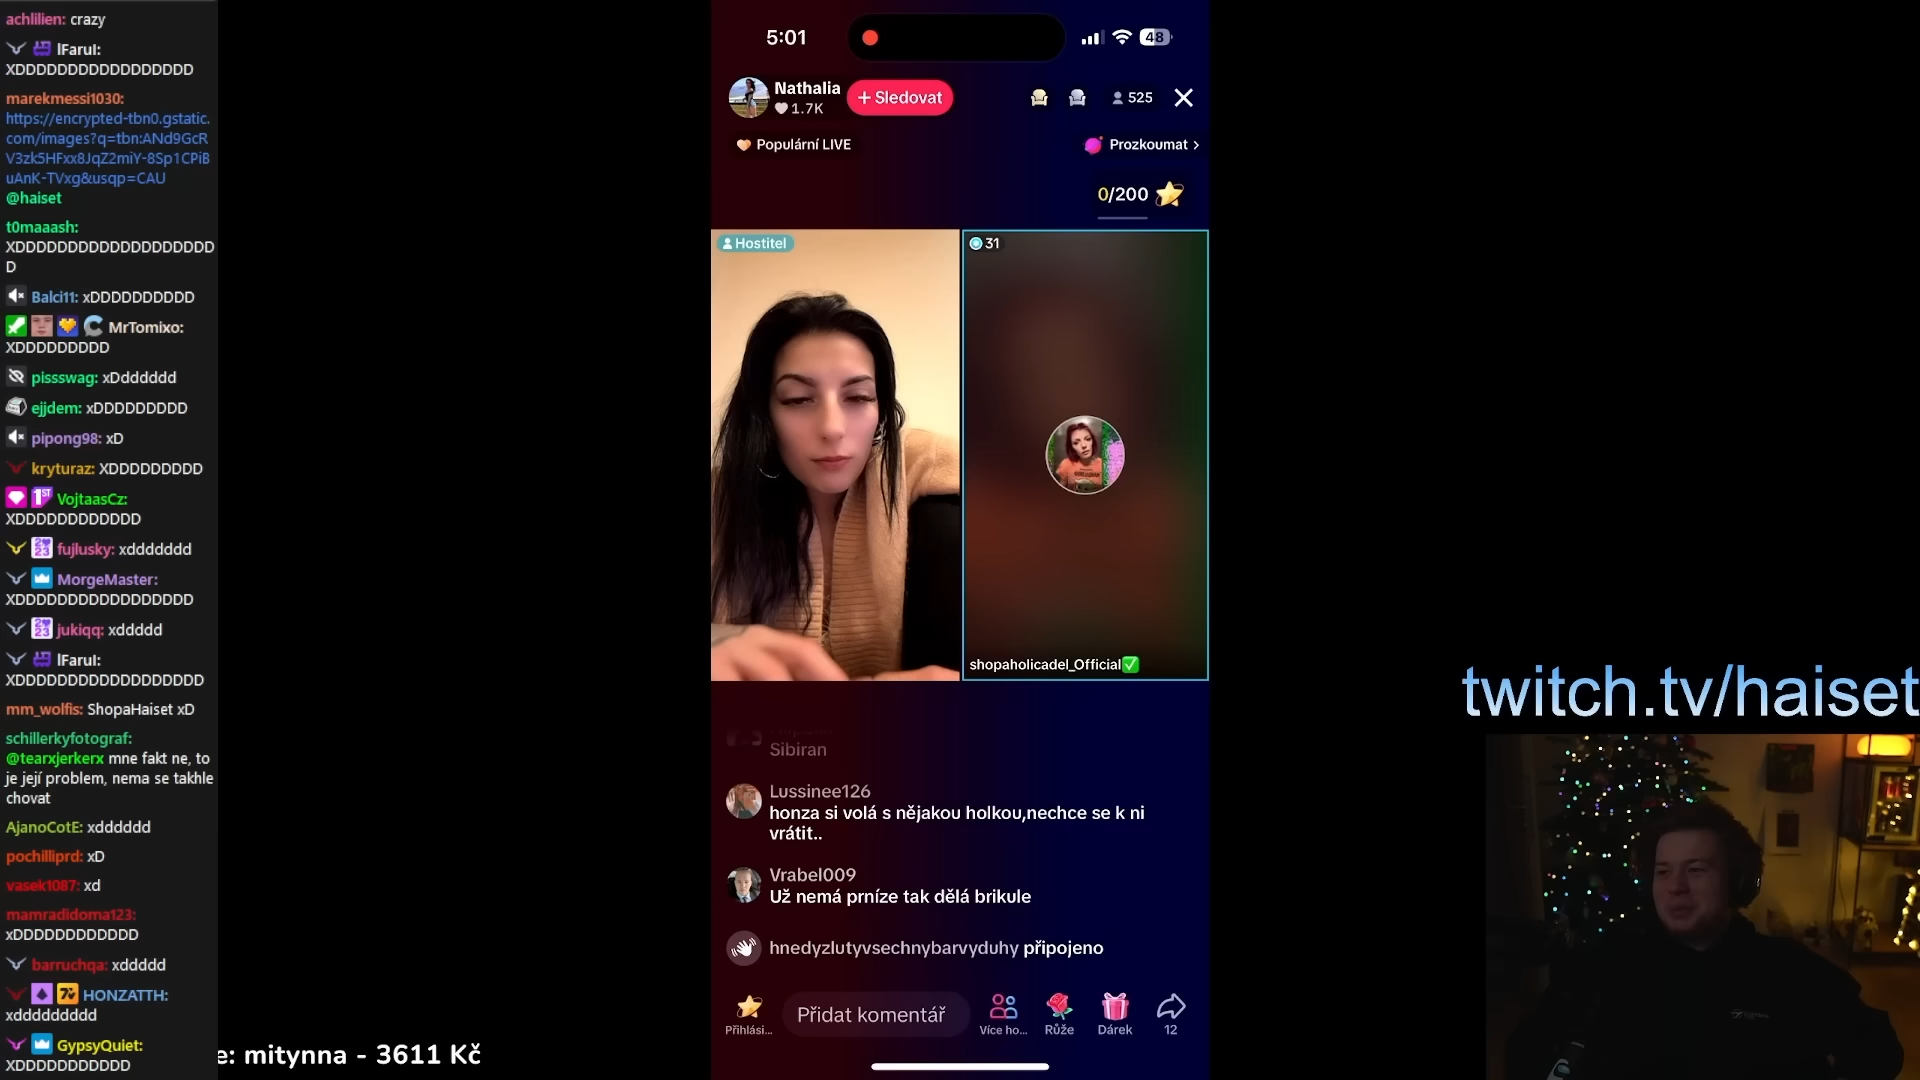 achlilien: crazy
lFarul:
XDDDDDDDDDDDDDDDDDD
marekmessi1030:
https://encrypted-tbn0.gstatic.
com/images?q=tbn:ANd9GcR
V3zk5HFxx8JqZ2miY-8Sp1CPiB
uAnK-TVxg&usqp=CAU
@haiset
t0maaash:
XDDDDDDDDDDDDDDDDDDDD
D
Balci11: xDDDDDDDDDD
MrTomixo:
XDDDDDDDDD
pissswag: xDdddddd
ejjdem: xDDDDDDDDD
pipong98: xD
kryturaz: XDDDDDDDDD
1ST VojtaasCz:
XDDDDDDDDDDDD
fujlusky: xddddddd
MorgeMaster:
XDDDDDDDDDDDDDDDDDD
jukiqq: xddddd
lFarul:
XDDDDDDDDDDDDDDDDDDD
mm_wolfis: ShopaHaiset xD
schillerkyfotograf:
@tearxjerkerx mne fakt ne, to
je její problem, nema se takhle
chovat
AjanoCotE: xdddddd
pochilliprd: xD
vasek1087: xd
mamradidoma123:
xDDDDDDDDDDDD
barruchqa: xddddd
HONZATTH:
xddddddddd
GypsyQuiet:
XDDDDDDDDDDD
e: mitynna - 3611 Kč
5:01
48
Nathalia
1.7K
+ Sledovat
525
Populární LIVE
Prozkoumat >
0/200
Hostitel
31
shopaholicadel_Official
Sibiran
Lussinee126
honza si volá s nějakou holkou,nechce se k ni
vrátit..
Vrabel009
Už nemá prníze tak dělá brikule
hnedyzlutyvsechnybarvyduhy připojeno
Přihlási...
Přidat komentář
Více ho...
Růže
Dárek
12
twitch.tv/haiset